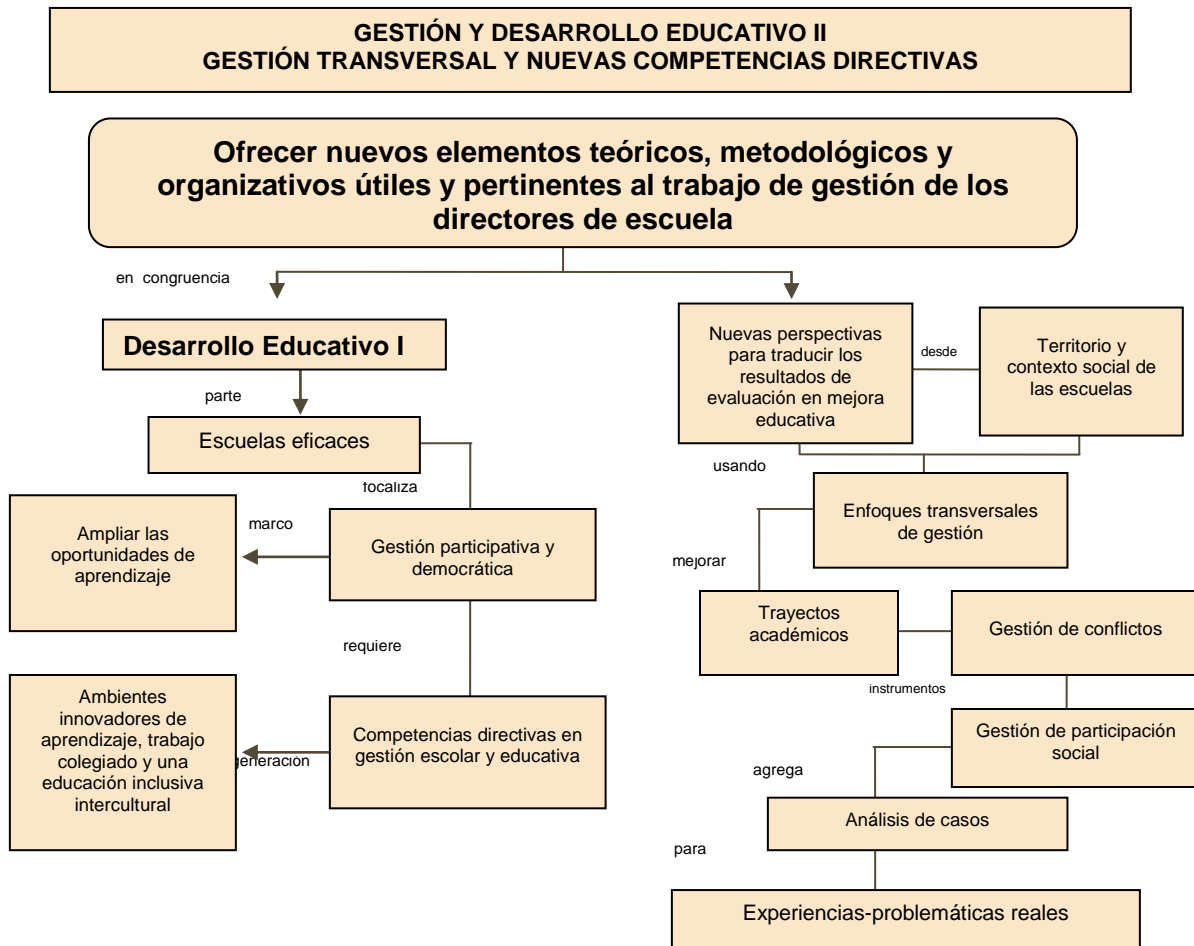 GESTIÓN Y DESARROLLO EDUCATIVO II
GESTIÓN TRANSVERSAL Y NUEVAS COMPETENCIAS DIRECTIVAS
Ofrecer nuevos elementos teóricos, metodológicos y
organizativos útiles y pertinentes al trabajo de gestión de los
directores de escuela
en congruencia
Desarrollo Educativo I
parte
Escuelas eficaces
focaliza
Ampliar las
oportunidades de
aprendizaje
marco
Gestión participativa y
democrática
requiere
Ambientes
innovadores de
aprendizaje, trabajo
colegiado y una
educación inclusiva
intercultural
generación
Competencias directivas en
gestión escolar y educativa
Nuevas perspectivas
para traducir los
resultados de
evaluación en mejora
educativa
desde
Territorio y
contexto social de
las escuelas
usando
Enfoques transversales
de gestión
mejorar
Trayectos
académicos
Gestión de conflictos
instrumentos
Gestión de participación
social
agrega
Análisis de casos
para
Experiencias-problemáticas reales